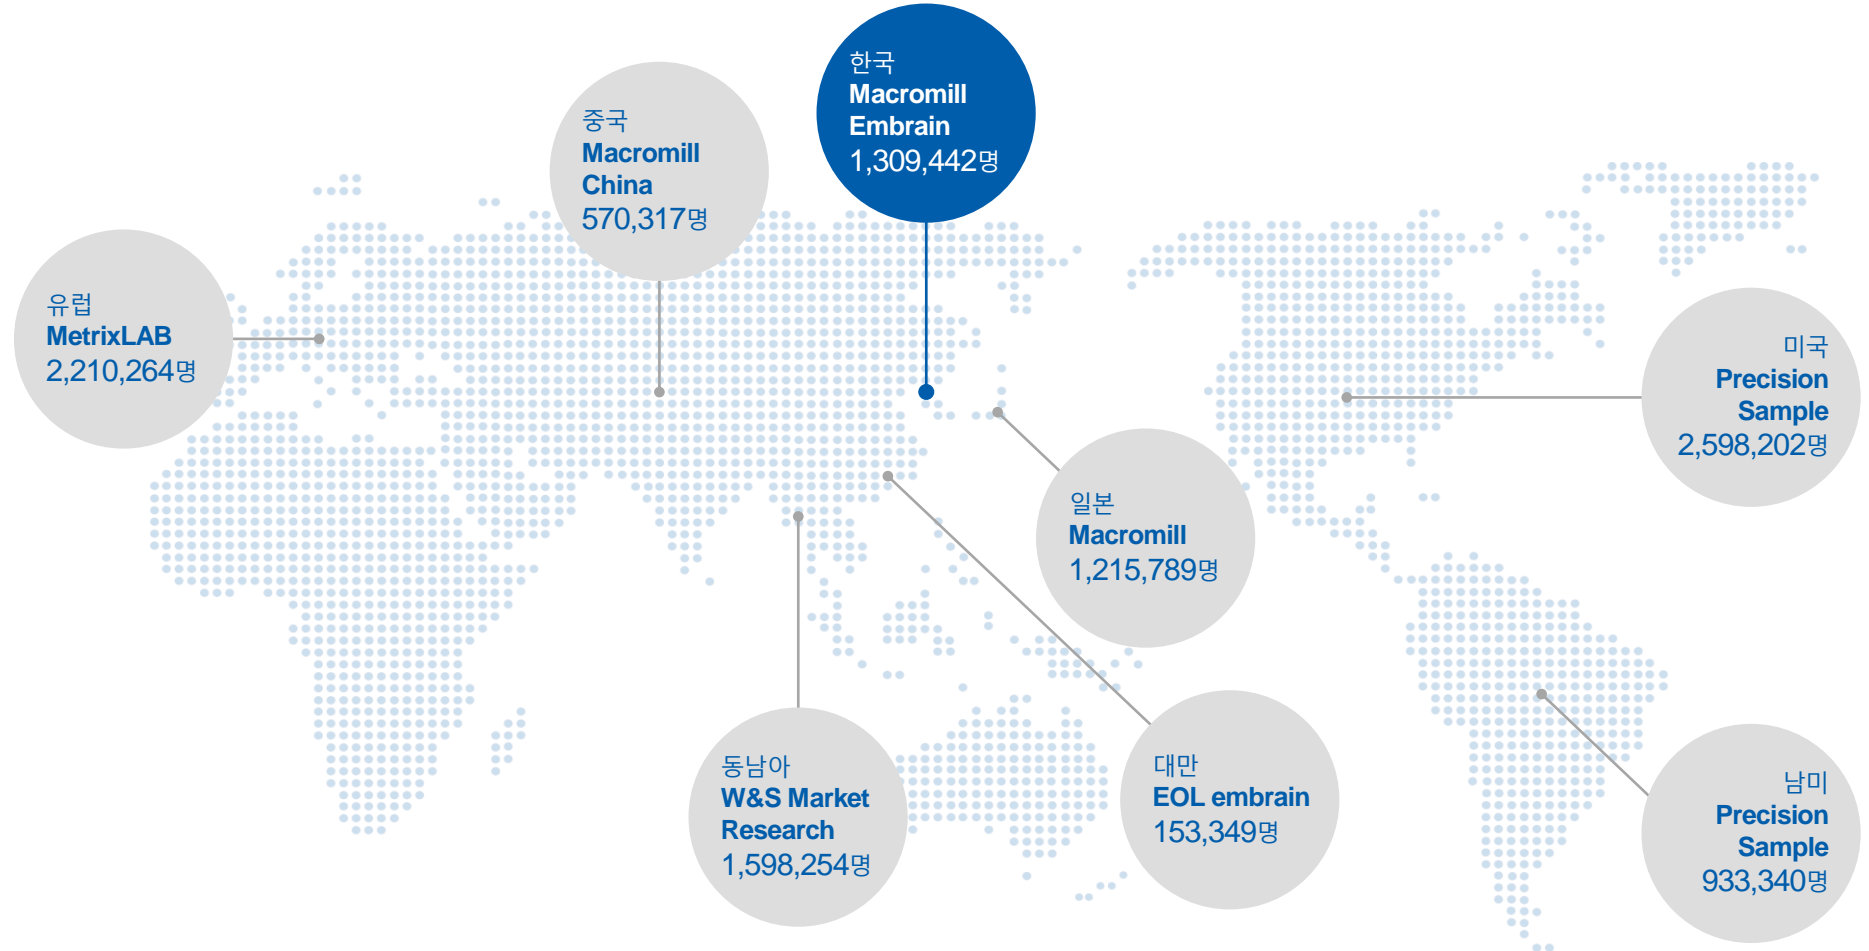 한국
Macromill
Embrain
1,309,442명
중국
Macromill
China
570,317명
유럽
MetrixLAB
2,210,264명
미국
Precision
Sample
2,598,202명
일본
Macromill
1,215,789명
동남아
W&S Market
Research
1,598,254명
대만
EOL embrain
153,349명
남미
Precision
Sample
933,340명